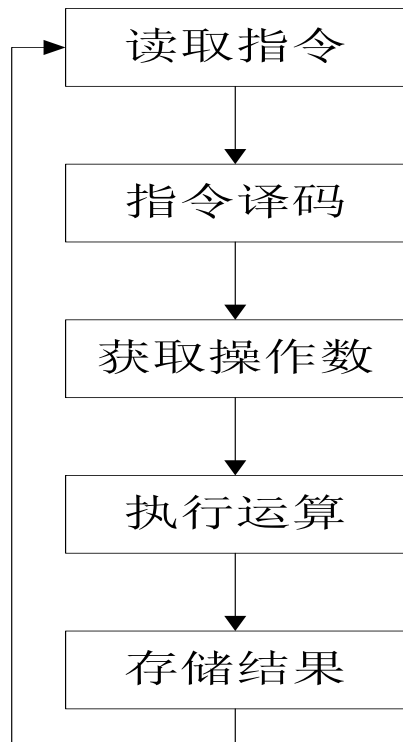 读取指令
指令译码
获取操作数
执行运算
存储结果